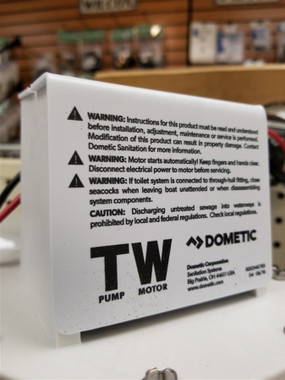 WARNING: Instructions for this product must be read and understood
before installation, adjustment, maintenance or service is performed.
Modification of this product can result in property damage. Contact
Dometic Sanitation for more information.
WARNING: Motor starts automatically! Keep fingers and hands clear.
Disconnect electrical power to motor before servicing.
WARNING: If toilet system is connected to through-hull fitting, close
seacocks when leaving boat unattended or when disassembling
system components.
CAUTION: Discharging untreated sewage into waterways is
prohibited by local and federal regulations. Check local regulations.
TW
PUMP MOTOR
DOMETIC
Dometic Corporation
Sanitation Systems
Big Prairie, OH 44611 USA
www.dometic.com